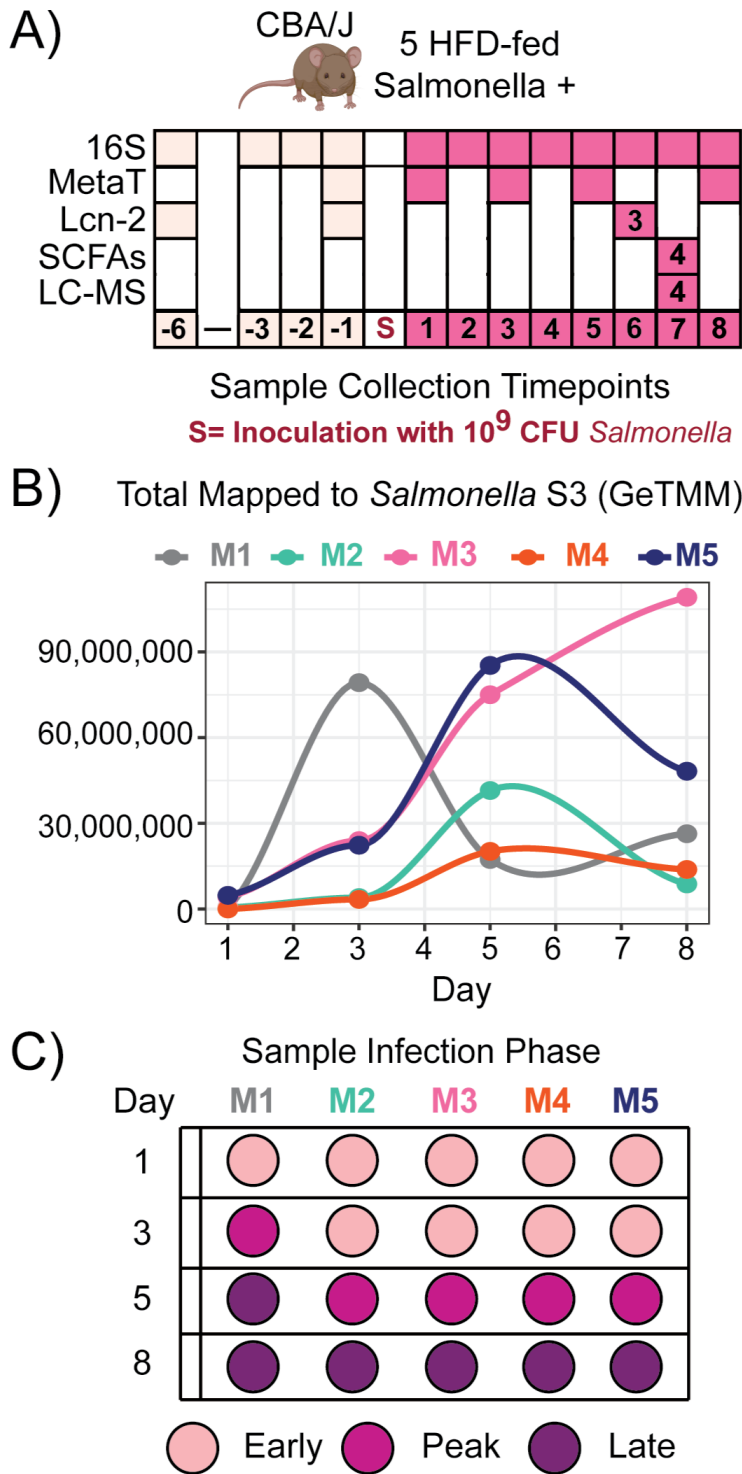 A)
CBA/J
5 HFD-fed
Salmonella +
16S
MetaT
Lcn-2
3
SCFAs
4
LC-MS
4
-6 — -3 -2 -1 S 1 2 3 4 5 6 7 8
Sample Collection Timepoints
S= Inoculation with 10⁹ CFU Salmonella
B)
Total Mapped to Salmonella S3 (GeTMM)
M1 M2 M3 M4 M5
90,000,000
60,000,000
30,000,000
0
1 2 3 4 5 6 7 8
Day
C)
Sample Infection Phase
Day M1 M2 M3 M4 M5
1
3
5
8
Early Peak Late